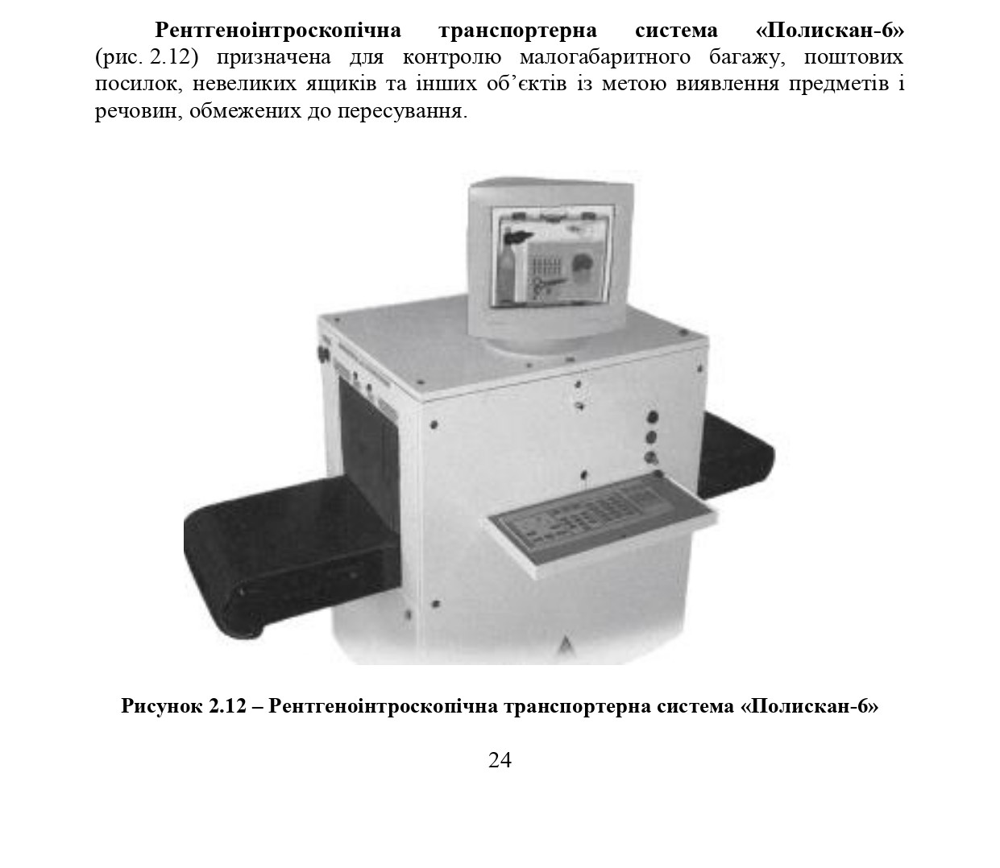 Рентгеноінтроскопічна транспортерна система «Полискан-6»
(рис. 2.12) призначена для контролю малогабаритного багажу, поштових
посилок, невеликих ящиків та інших об’єктів із метою виявлення предметів і
речовин, обмежених до пересування.
Рисунок 2.12 – Рентгеноінтроскопічна транспортерна система «Полискан-6»
24